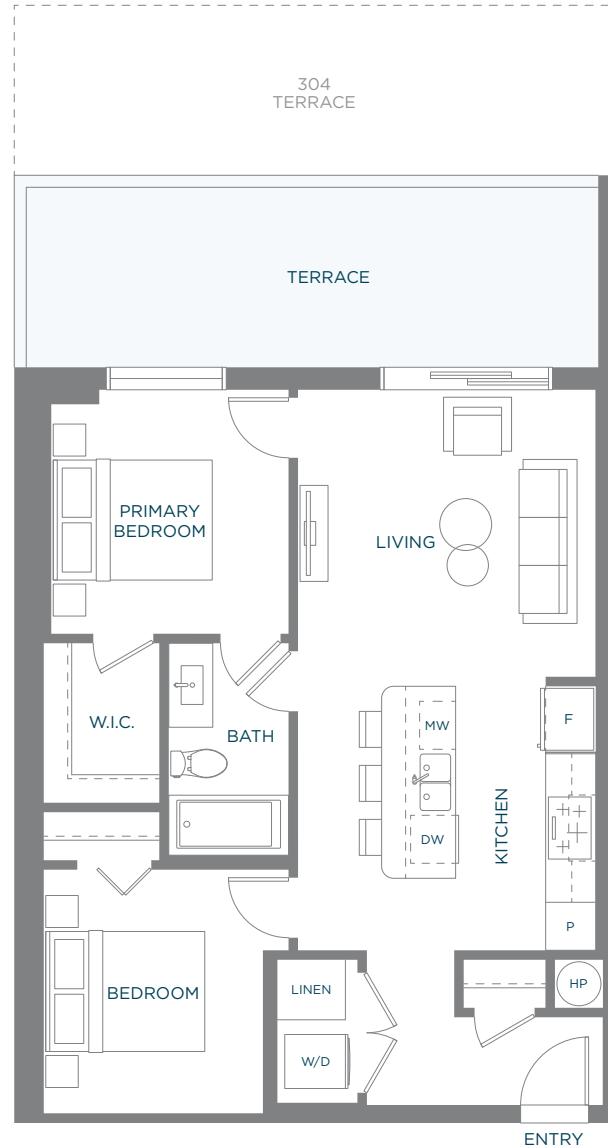 304
TERRACE
TERRACE
PRIMARY
BEDROOM
LIVING
W.I.C.
BATH
MW
F
KITCHEN
DW
P
BEDROOM
LINEN
HP
W/D
ENTRY